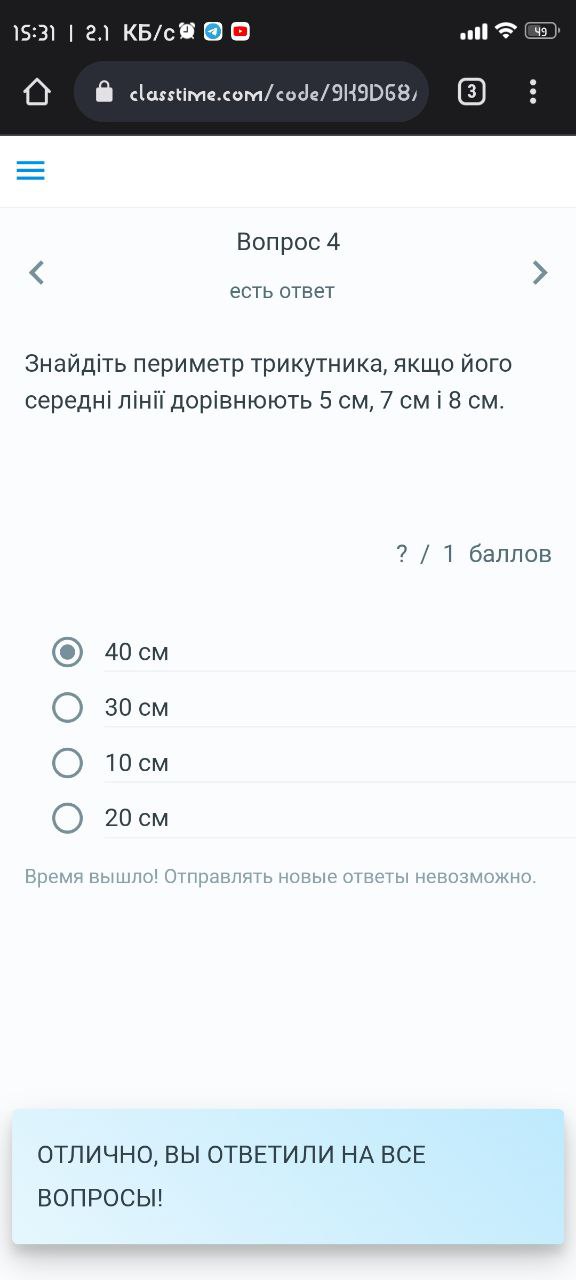 15:31 | 2.1 КБ/с
49
classtime.com/code/9K9D68/
3
Вопрос 4
есть ответ
Знайдіть периметр трикутника, якщо його
середні лінії дорівнюють 5 см, 7 см і 8 см.
? / 1 баллов
40 см
30 см
10 см
20 см
Время вышло! Отправлять новые ответы невозможно.
ОТЛИЧНО, ВЫ ОТВЕТИЛИ НА ВСЕ
ВОПРОСЫ!